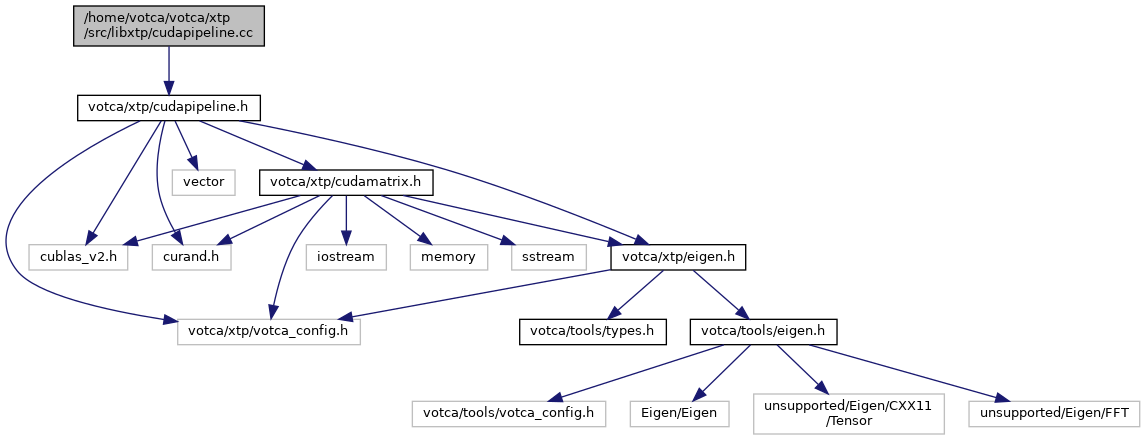 /home/votca/votca/xtp
/src/libxtp/cudapipeline.cc
votca/xtp/cudapipeline.h
vector
votca/xtp/cudamatrix.h
cublas_v2.h
curand.h
iostream
memory
sstream
votca/xtp/eigen.h
votca/xtp/votca_config.h
votca/tools/types.h
votca/tools/eigen.h
votca/tools/votca_config.h
Eigen/Eigen
unsupported/Eigen/CXX11
/Tensor
unsupported/Eigen/FFT